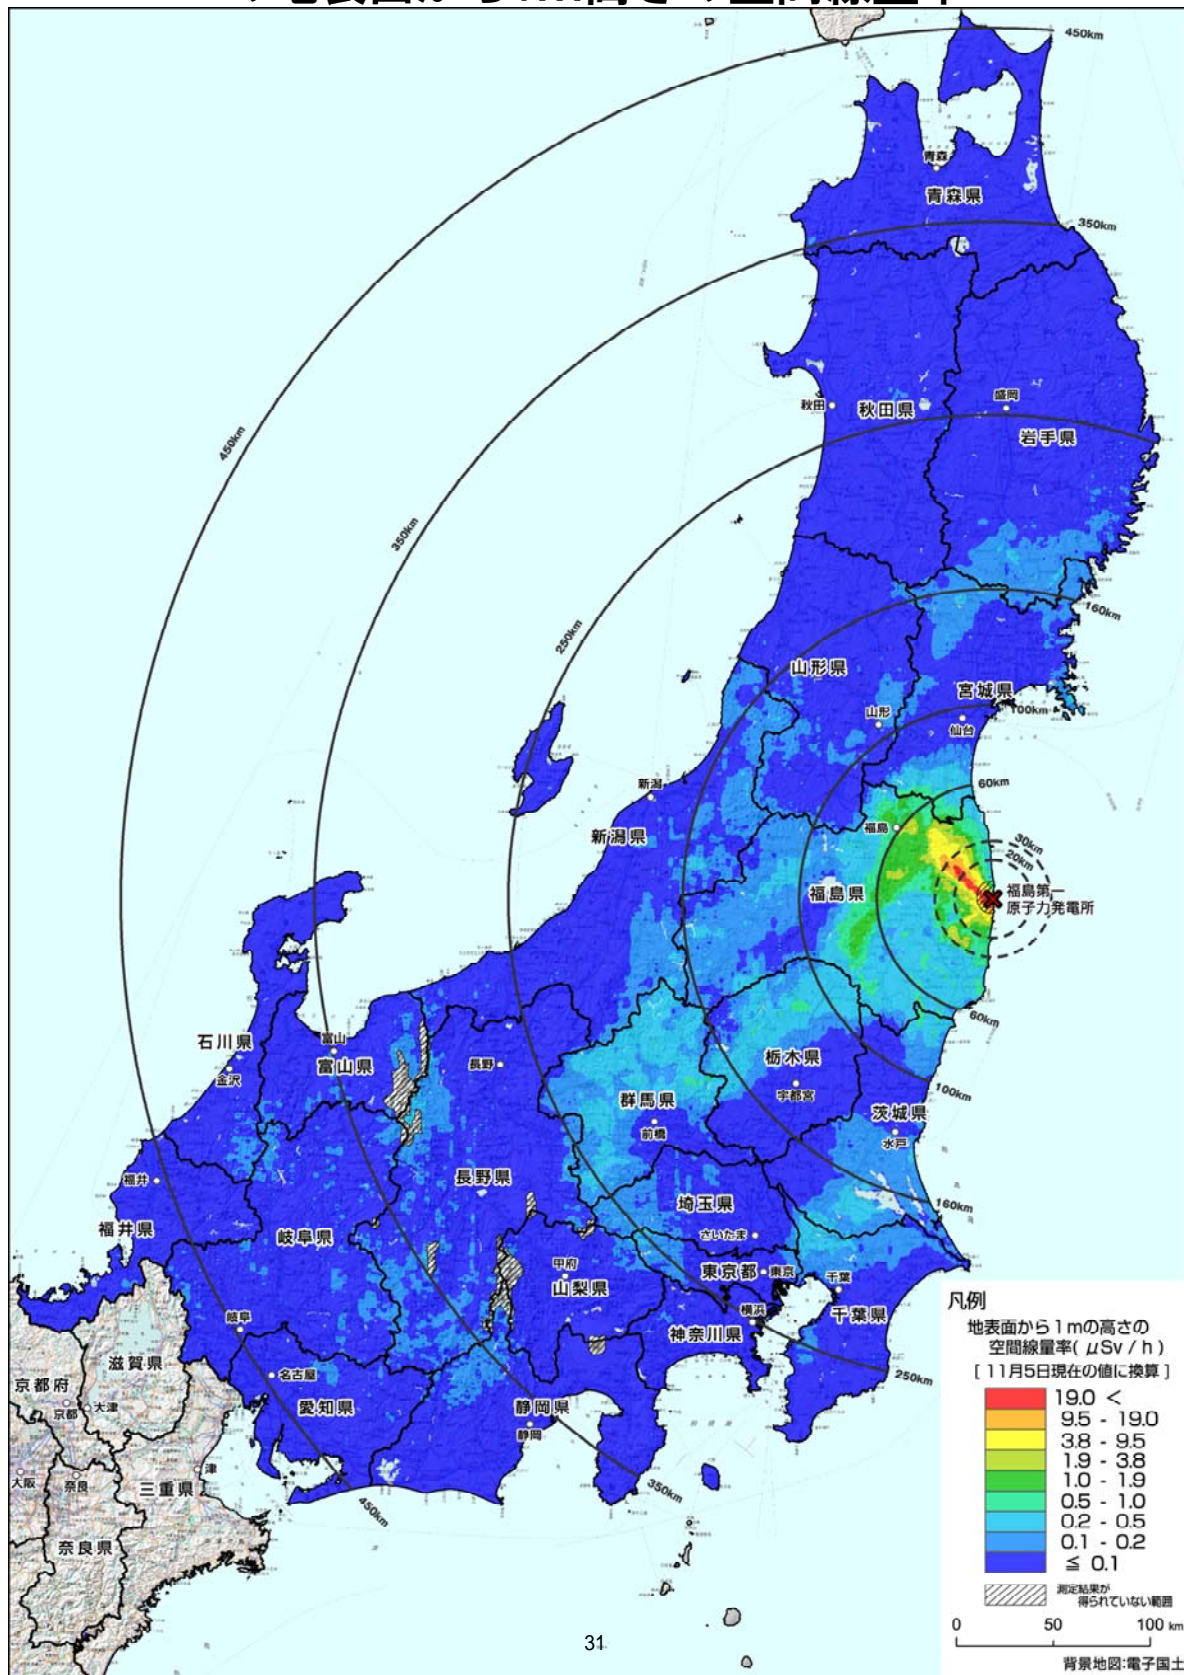 450km
青森
青森県
350km
秋田
秋田県
盛岡
岩手県
450km
350km
250km
160km
山形県
宮城県
山形
100km
仙台
60km
新潟
新潟県
福島
30km
20km
福島県
福島第一
原子力発電所
60km
石川県
金沢
富山
富山県
長野
栃木県
宇都宮
100km
群馬県
前橋
茨城県
水戸
長野県
160km
福井
福井県
岐阜県
埼玉県
さいたま
甲府
山梨県
東京都
東京
千葉
千葉県
横浜
神奈川県
250km
岐阜
滋賀県
京都府
京都
大津
名古屋
愛知県
静岡県
静岡
350km
450km
大阪
奈良
津
三重県
奈良県
凡例
地表面から1mの高さの
空間線量率( μSv / h )
[ 11月5日現在の値に換算 ]
19.0 <
9.5 - 19.0
3.8 - 9.5
1.9 - 3.8
1.0 - 1.9
0.5 - 1.0
0.2 - 0.5
0.1 - 0.2
≦ 0.1
測定結果が
得られていない範囲
0 50 100 km
背景地図:電子国土
31